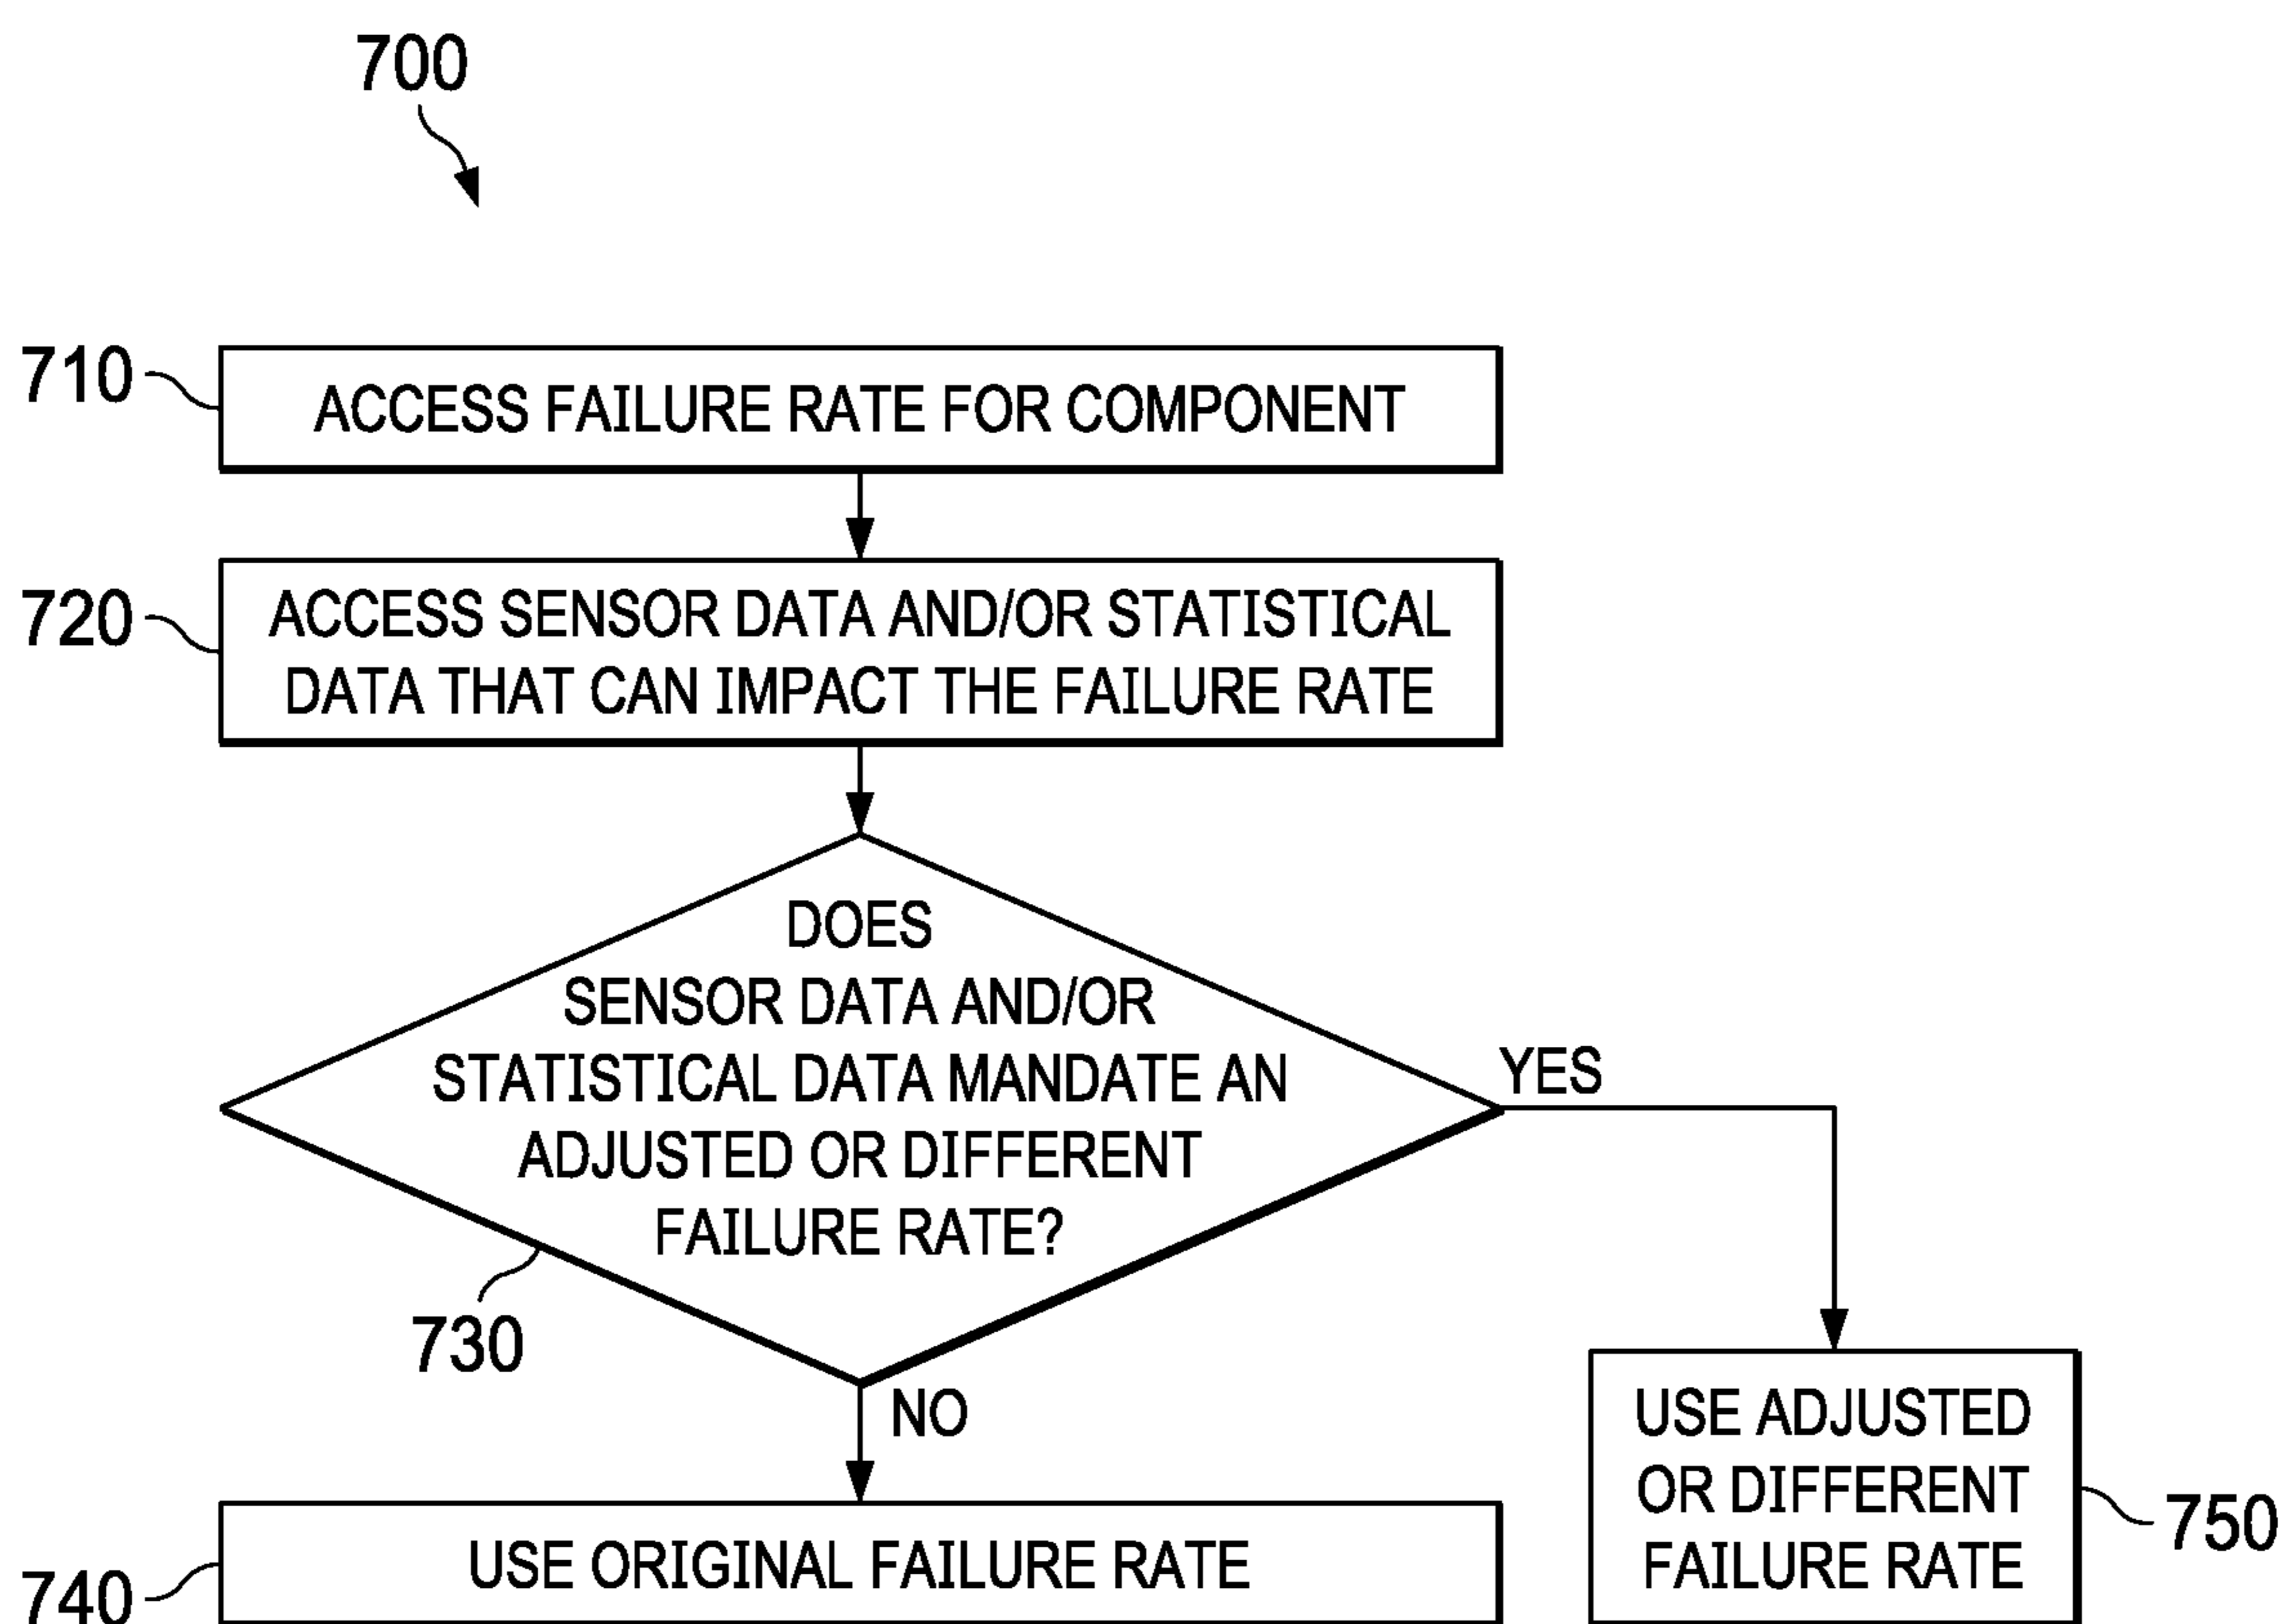 700
710
ACCESS FAILURE RATE FOR COMPONENT
720
ACCESS SENSOR DATA AND/OR STATISTICAL
DATA THAT CAN IMPACT THE FAILURE RATE
DOES
SENSOR DATA AND/OR
STATISTICAL DATA MANDATE AN
ADJUSTED OR DIFFERENT
FAILURE RATE?
730
YES
NO
USE ORIGINAL FAILURE RATE
740
USE ADJUSTED
OR DIFFERENT
FAILURE RATE
750